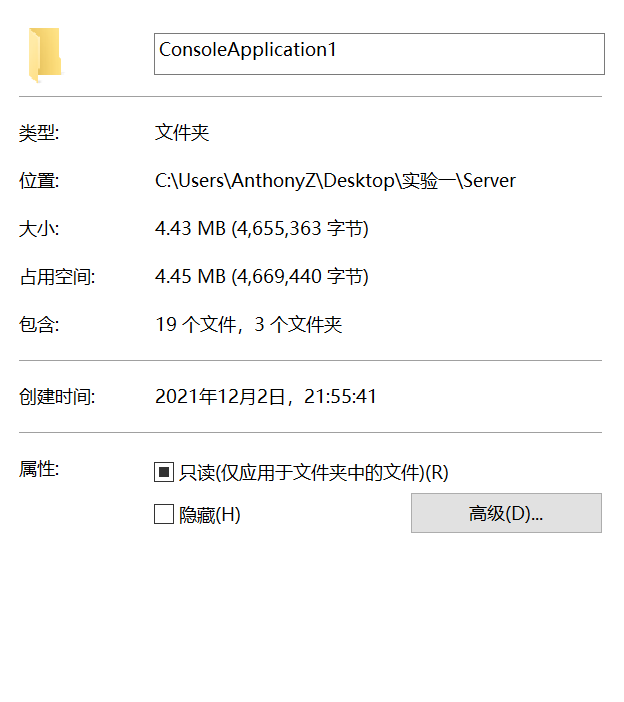 ConsoleApplication1
类型: 文件夹
位置: C:\Users\AnthonyZ\Desktop\实验一\Server
大小: 4.43 MB (4,655,363 字节)
占用空间: 4.45 MB (4,669,440 字节)
包含: 19 个文件，3 个文件夹
创建时间: 2021年12月2日，21:55:41
属性: 只读(仅应用于文件夹中的文件)(R)
隐藏(H) 高级(D)...